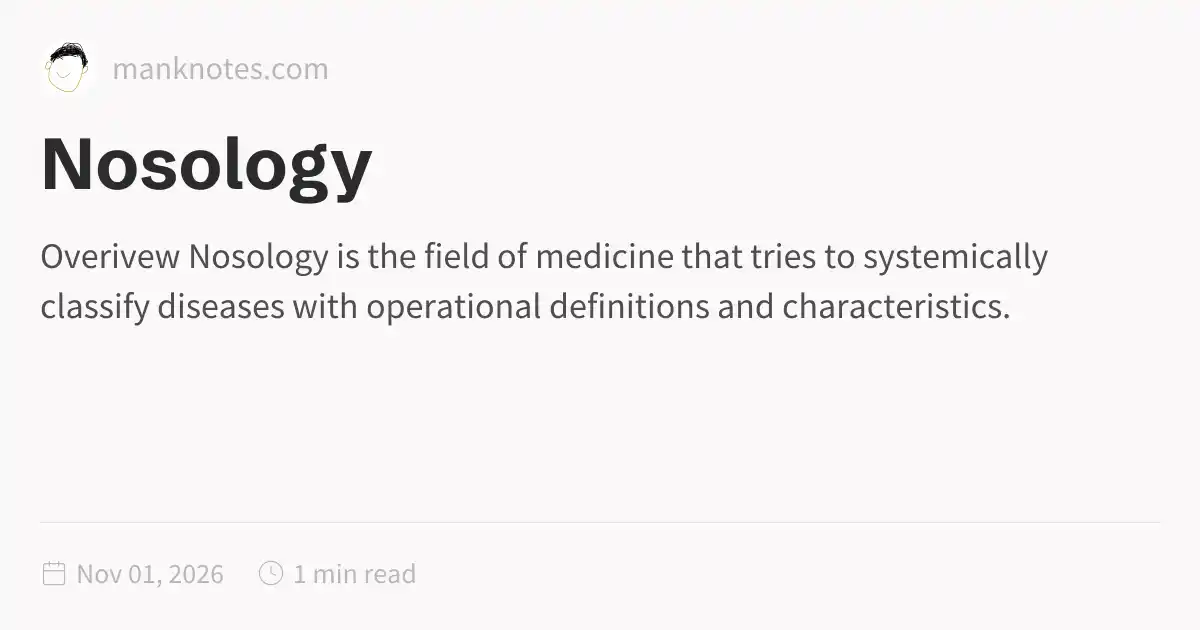 manknotes.com
Nosology
Overivew Nosology is the field of medicine that tries to systemically
classify diseases with operational definitions and characteristics.
Nov 01, 2026 1 min read